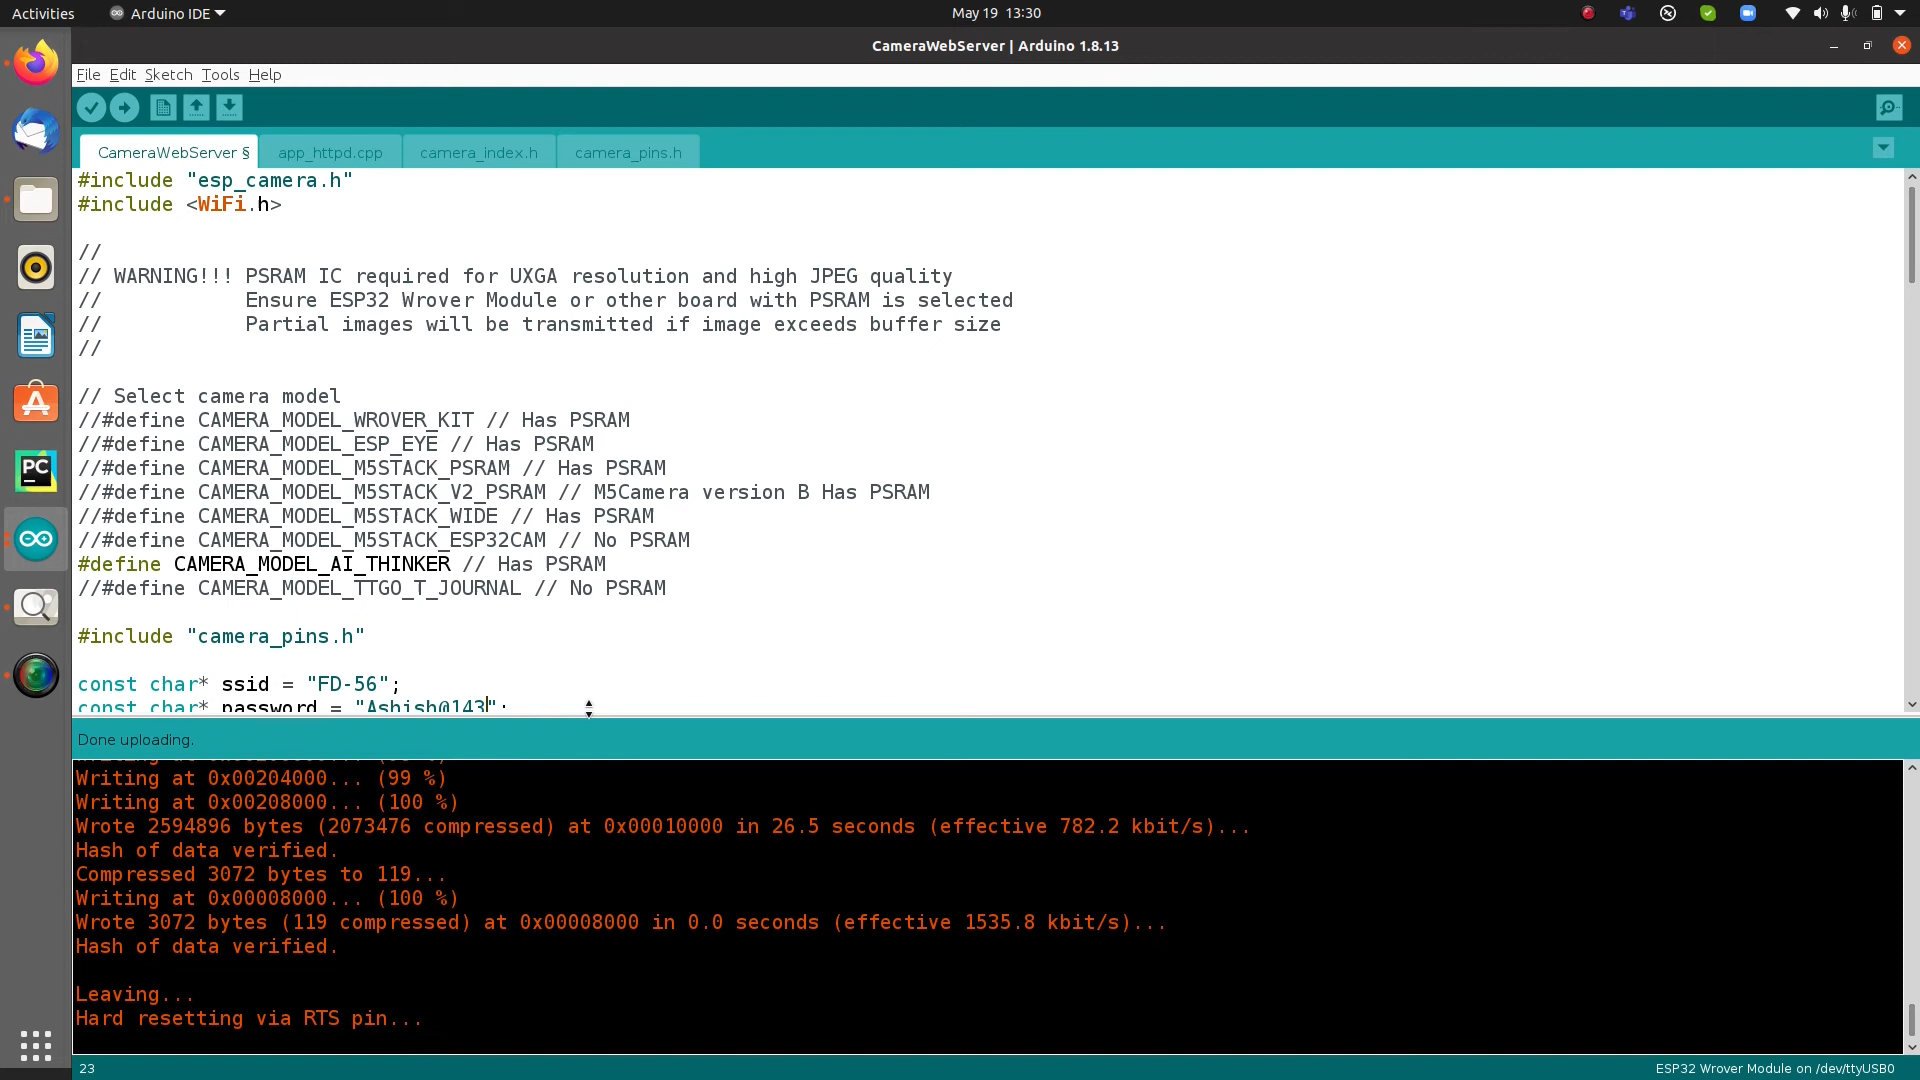 Activities
Arduino IDE
May 19 13:30
CameraWebServer | Arduino 1.8.13
File Edit Sketch Tools Help
CameraWebServer § app_httpd.cpp camera_index.h camera_pins.h
#include "esp_camera.h"
#include <WiFi.h>
//
// WARNING!!! PSRAM IC required for UXGA resolution and high JPEG quality
//            Ensure ESP32 Wrover Module or other board with PSRAM is selected
//            Partial images will be transmitted if image exceeds buffer size
//
// Select camera model
//#define CAMERA_MODEL_WROVER_KIT // Has PSRAM
//#define CAMERA_MODEL_ESP_EYE // Has PSRAM
//#define CAMERA_MODEL_M5STACK_PSRAM // Has PSRAM
//#define CAMERA_MODEL_M5STACK_V2_PSRAM // M5Camera version B Has PSRAM
//#define CAMERA_MODEL_M5STACK_WIDE // Has PSRAM
//#define CAMERA_MODEL_M5STACK_ESP32CAM // No PSRAM
#define CAMERA_MODEL_AI_THINKER // Has PSRAM
//#define CAMERA_MODEL_TTGO_T_JOURNAL // No PSRAM
#include "camera_pins.h"
const char* ssid = "FD-56";
const char* password = "Ashish@143";
Done uploading.
Writing at 0x00204000... (99 %)
Writing at 0x00208000... (100 %)
Wrote 2594896 bytes (2073476 compressed) at 0x00010000 in 26.5 seconds (effective 782.2 kbit/s)...
Hash of data verified.
Compressed 3072 bytes to 119...
Writing at 0x00008000... (100 %)
Wrote 3072 bytes (119 compressed) at 0x00008000 in 0.0 seconds (effective 1535.8 kbit/s)...
Hash of data verified.
Leaving...
Hard resetting via RTS pin...
23
ESP32 Wrover Module on /dev/ttyUSB0
PC